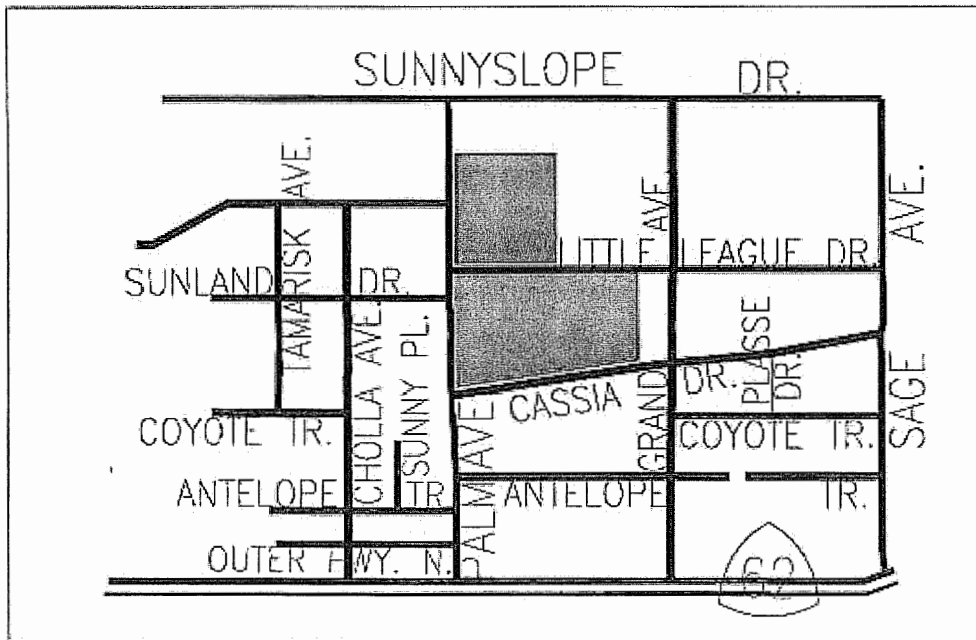 SUNNYSLOPE DR.
TAMARISK AVE.
GRAND AVE.
SAGE AVE.
LITTLE LEAGUE DR.
SUNLAND DR.
CHOLLA AVE.
SUNNY PL.
PLASSE DR.
CASSIA DR.
COYOTE TR.
COYOTE TR.
PALM AVE
ANTELOPE TR.
ANTELOPE TR.
OUTER HWY. N.
62